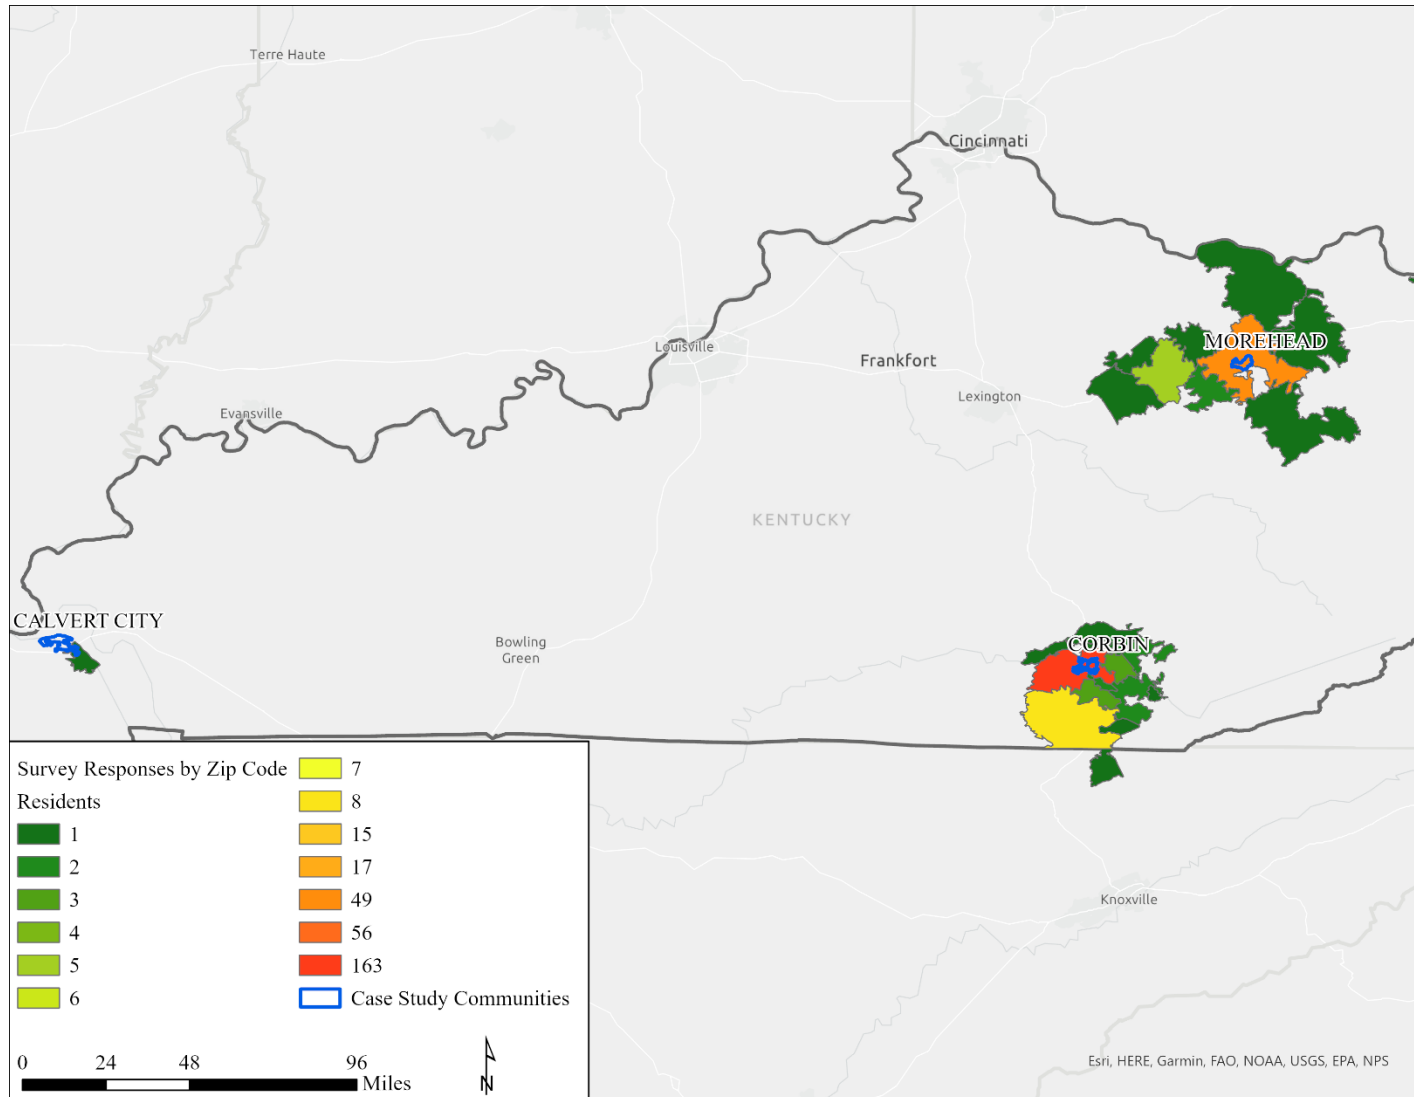 Terre Haute
Cincinnati
MOREHEAD
Louisville
Frankfort
Lexington
Evansville
KENTUCKY
CALVERT CITY
Bowling
Green
CORBIN
Survey Responses by Zip Code
Residents
1
2
3
4
5
6
7
8
15
17
49
56
163
Case Study Communities
Knoxville
0 24 48 96
Miles
N
Esri, HERE, Garmin, FAO, NOAA, USGS, EPA, NPS